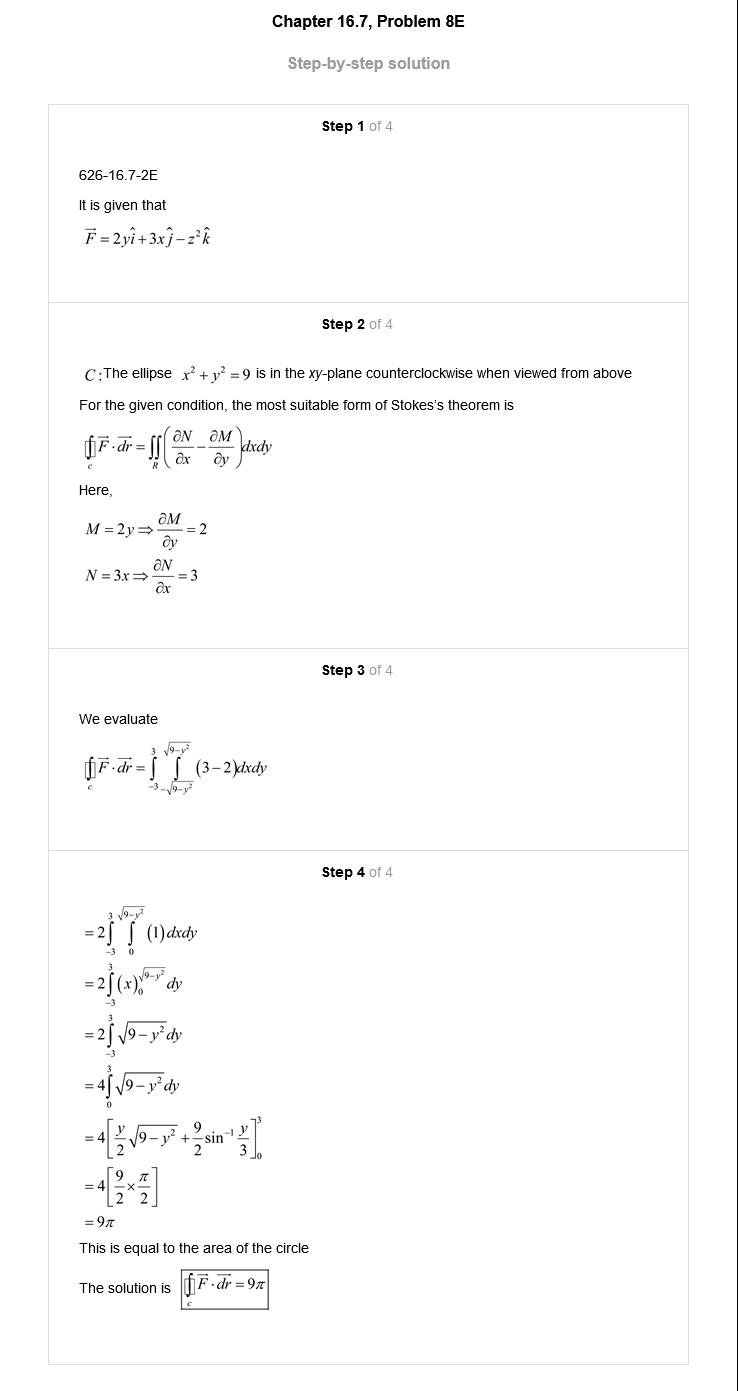 Chapter 16.7, Problem 8E
Step-by-step solution
Step 1 of 4
626-16.7-2E
It is given that
$\vec{F} = 2y\hat{i} + 3x\hat{j} - z^2\hat{k}$
Step 2 of 4
$C:$The ellipse $x^2 + y^2 = 9$ is in the xy-plane counterclockwise when viewed from above
For the given condition, the most suitable form of Stokes's theorem is
$\oint_c \vec{F} \cdot \vec{dr} = \iint_R \left( \frac{\partial N}{\partial x} - \frac{\partial M}{\partial y} \right) dxdy$
Here,
$M = 2y \Rightarrow \frac{\partial M}{\partial y} = 2$
$N = 3x \Rightarrow \frac{\partial N}{\partial x} = 3$
Step 3 of 4
We evaluate
$\oint_c \vec{F} \cdot \vec{dr} = \int_{-3}^{3} \int_{-\sqrt{9-y^2}}^{\sqrt{9-y^2}} (3-2) dxdy$
Step 4 of 4
$= 2\int_{-3}^{3} \int_{0}^{\sqrt{9-y^2}} (1) dxdy$
$= 2\int_{-3}^{3} (x)_0^{\sqrt{9-y^2}} dy$
$= 2\int_{-3}^{3} \sqrt{9-y^2} dy$
$= 4\int_{0}^{3} \sqrt{9-y^2} dy$
$= 4\left[ \frac{y}{2}\sqrt{9-y^2} + \frac{9}{2}\sin^{-1}\frac{y}{3} \right]_0^3$
$= 4\left[ \frac{9}{2} \times \frac{\pi}{2} \right]$
$= 9\pi$
This is equal to the area of the circle
The solution is $\oint_c \vec{F} \cdot \vec{dr} = 9\pi$